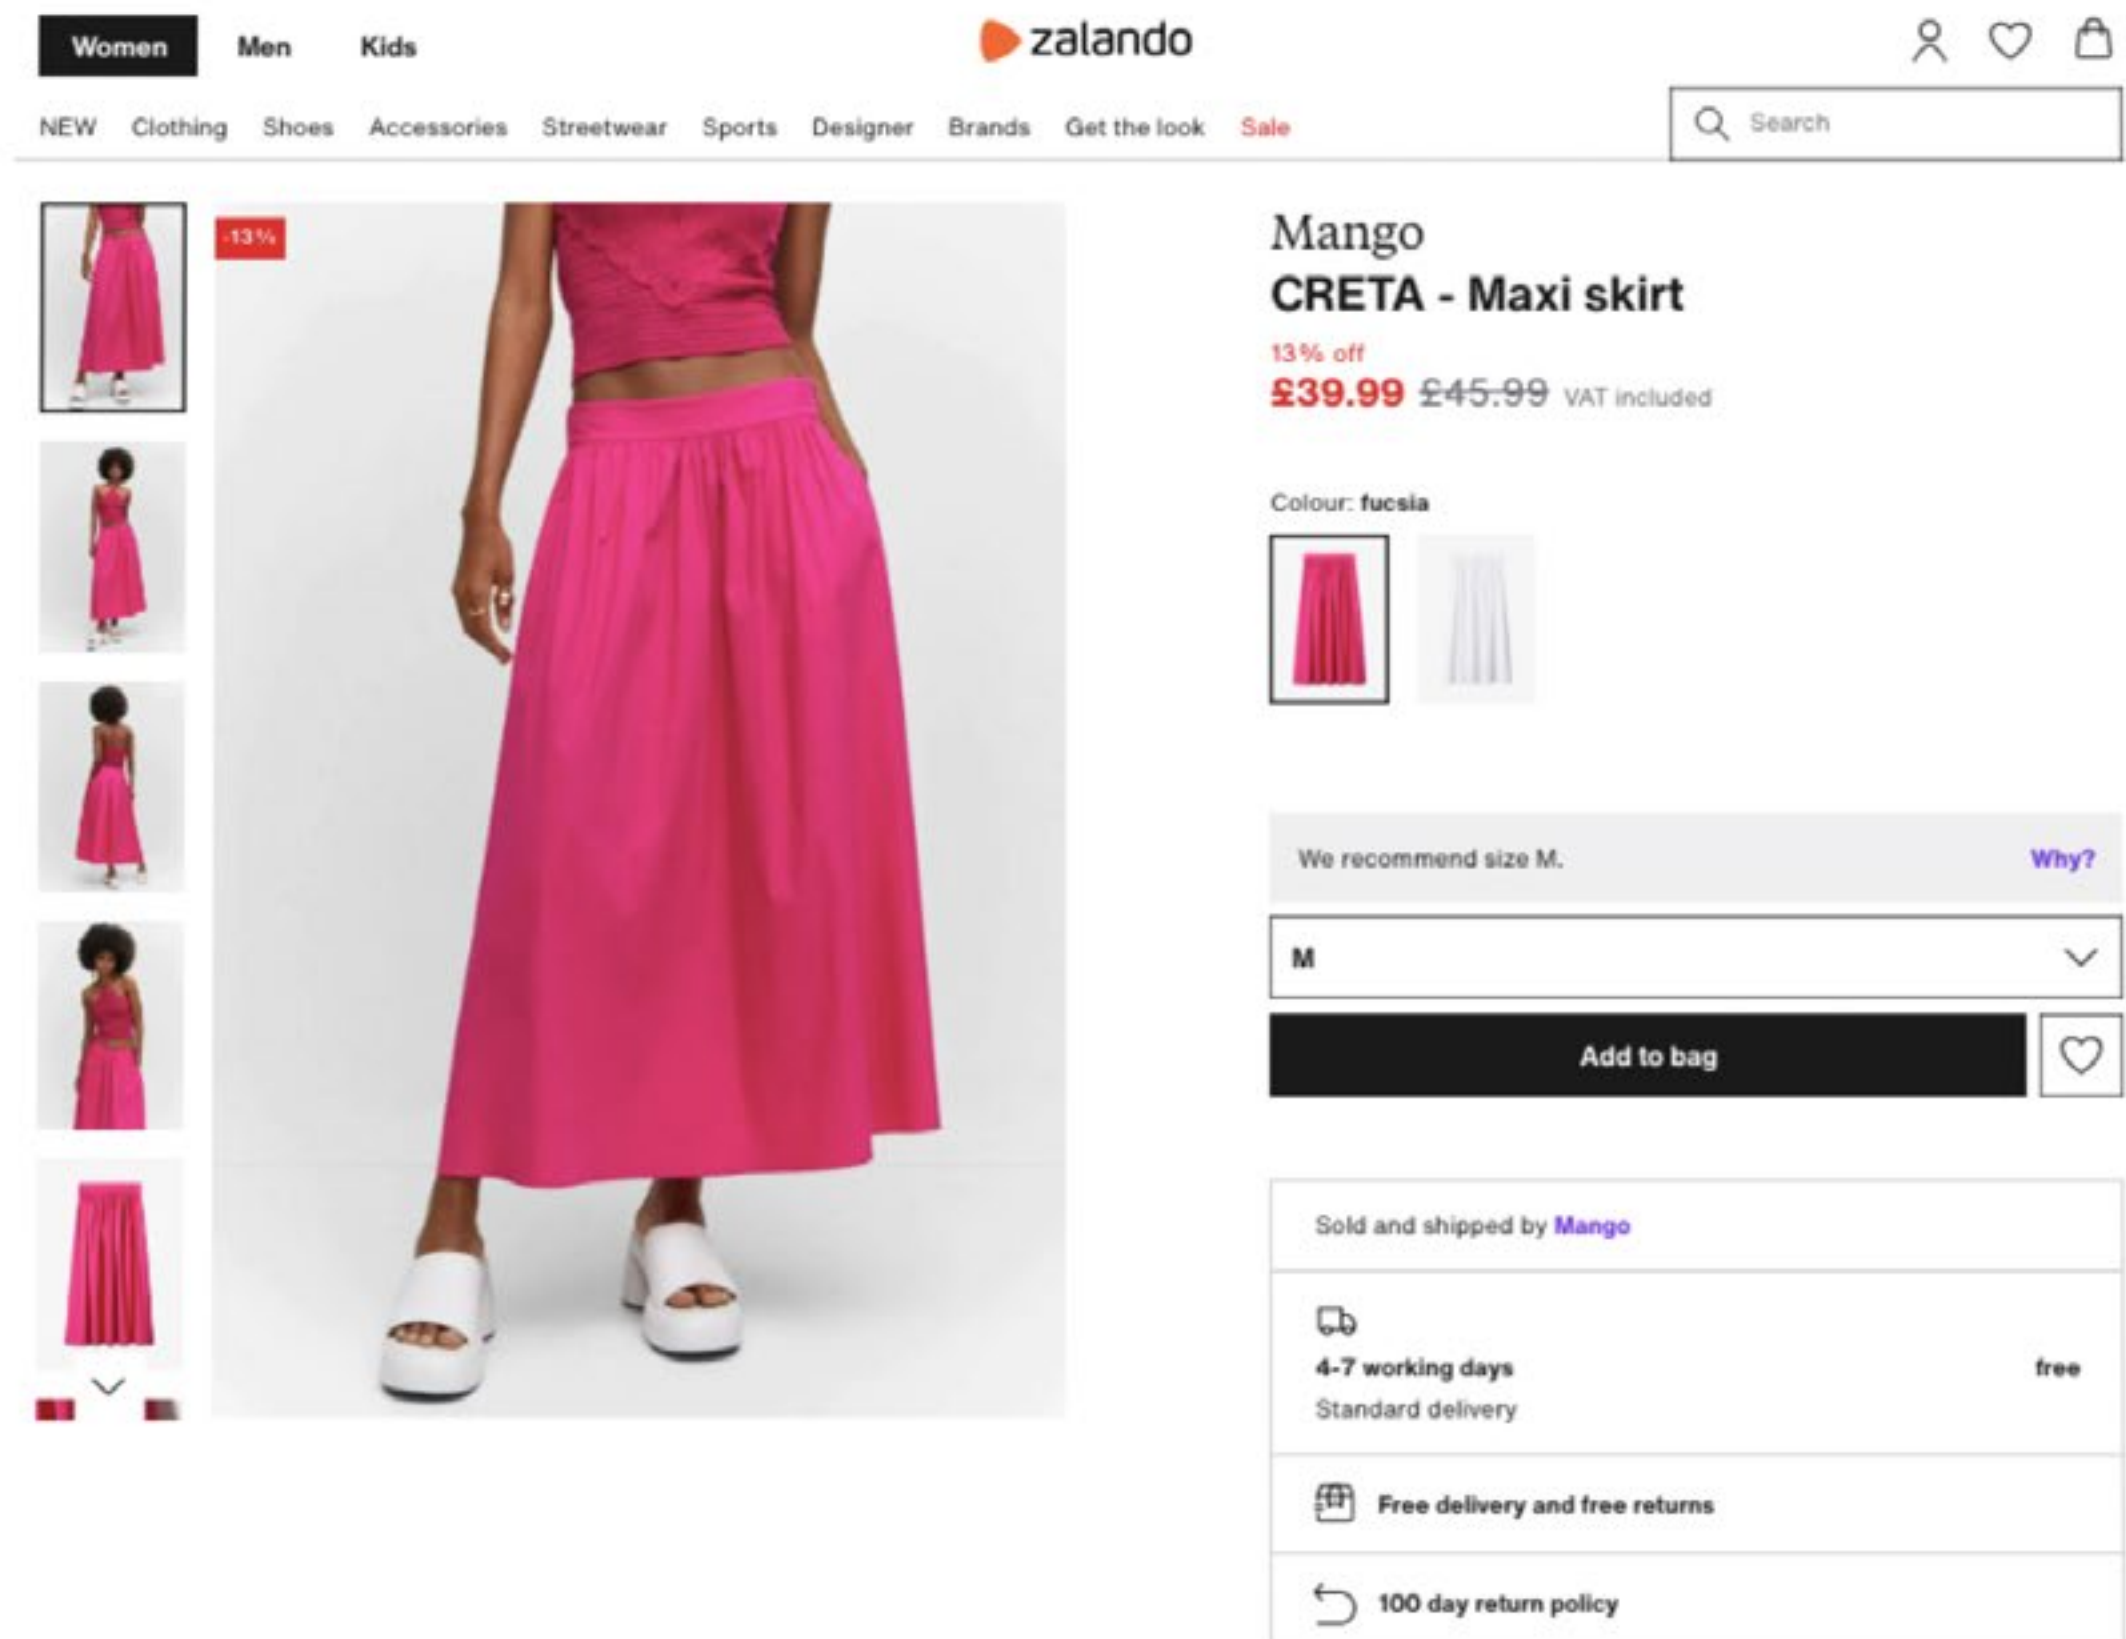 Women Men Kids
zalando
NEW Clothing Shoes Accessories Streetwear Sports Designer Brands Get the look Sale
Search
-13%
Mango
CRETA - Maxi skirt
13% off
£39.99 £45.99 VAT included
Colour: fucsia
We recommend size M. Why?
M
Add to bag
Sold and shipped by Mango
4-7 working days free
Standard delivery
Free delivery and free returns
100 day return policy